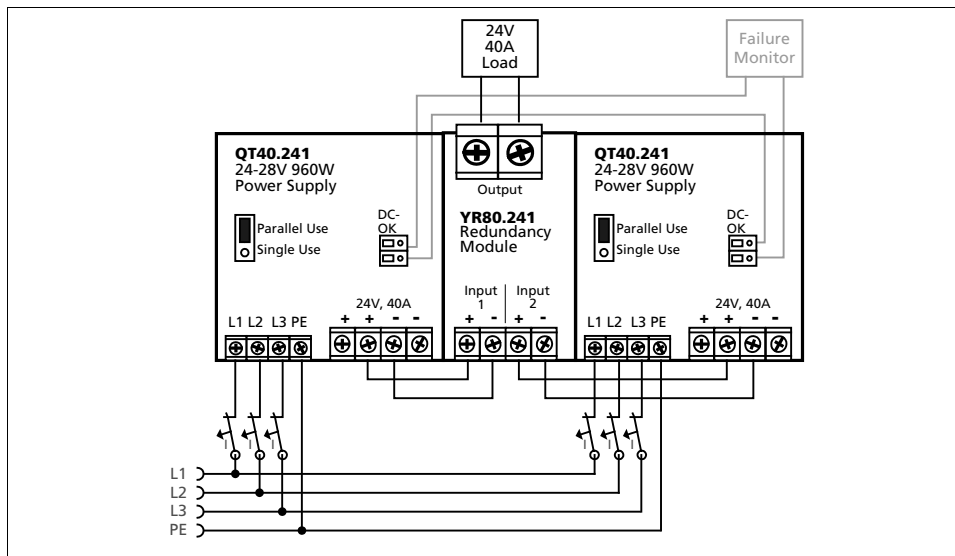 24V
40A
Load
Failure
Monitor
QT40.241
24-28V 960W
Power Supply
Parallel Use
Single Use
DC-
OK
24V, 40A
+ + - -
L1 L2 L3 PE
Output
YR80.241
Redundancy
Module
Input
1
Input
2
+ - + -
QT40.241
24-28V 960W
Power Supply
Parallel Use
Single Use
DC-
OK
24V, 40A
+ + - -
L1 L2 L3 PE
I I I
I I I
L1
L2
L3
PE